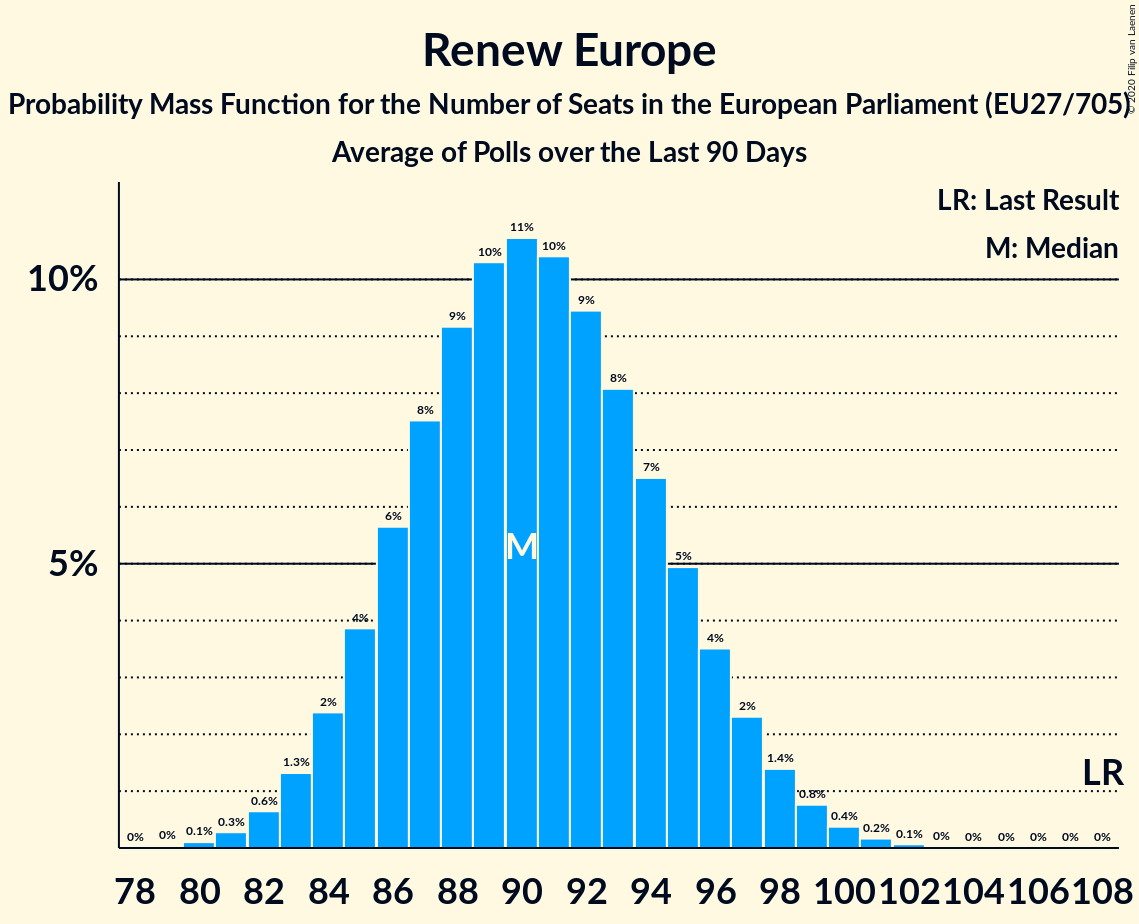 Renew Europe
Probability Mass Function for the Number of Seats in the European Parliament (EU27/705)
Average of Polls over the Last 90 Days
© 2020 Filip van Laenen
LR: Last Result
M: Median
10%
5%
0% 0% 0.1% 0.3% 0.6% 1.3% 2% 4% 6% 8% 9% 10% 11% 10% 9% 8% 7% 5% 4% 2% 1.4% 0.8% 0.4% 0.2% 0.1% 0% 0% 0% 0% 0% 0%
M
LR
78 80 82 84 86 88 90 92 94 96 98 100 102 104 106 108